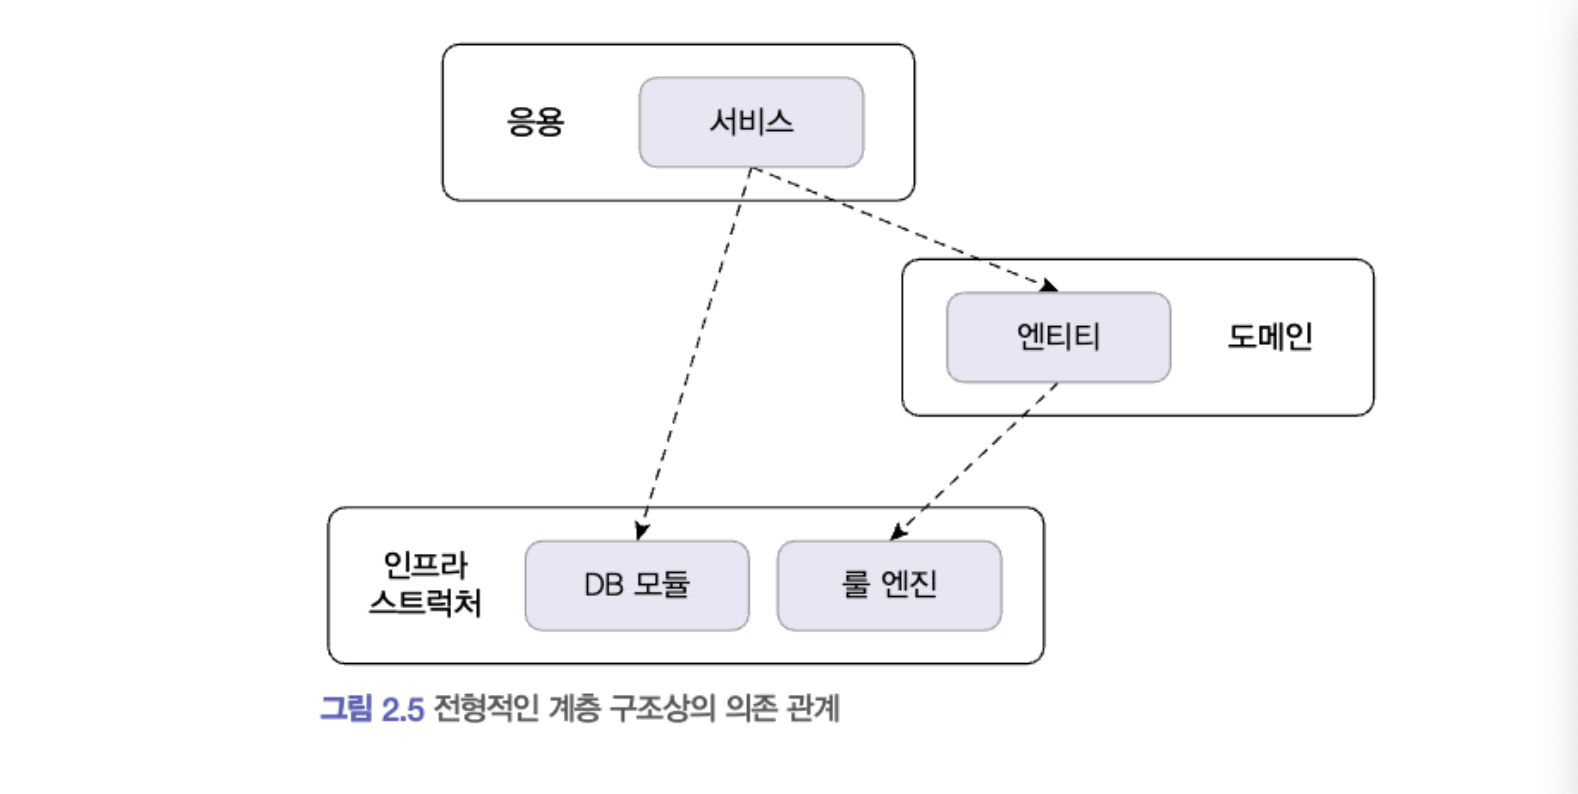 응용
서비스
엔티티
도메인
인프라
스트럭처
DB 모듈
룰 엔진
그림 2.5 전형적인 계층 구조상의 의존 관계